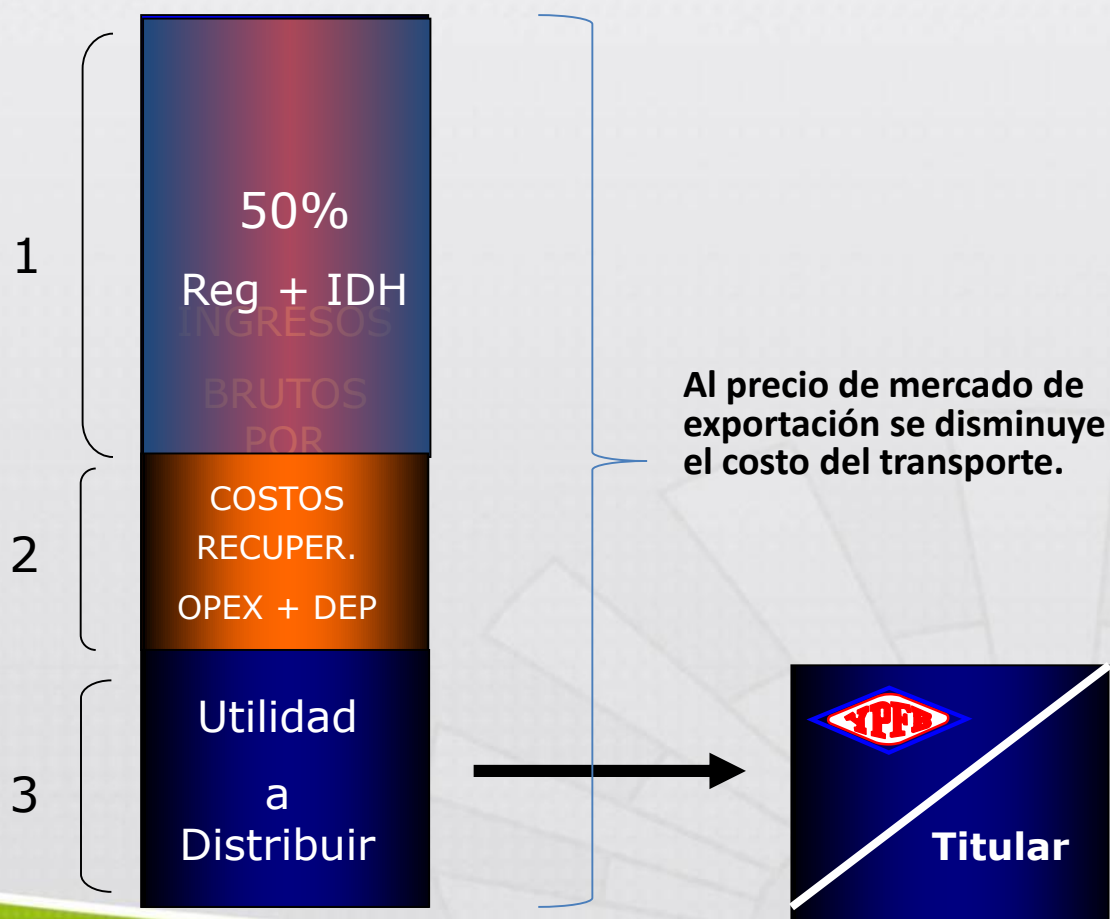 1
50%
Reg + IDH
INGRESOS
BRUTOS
POR
2
COSTOS
RECUPER.
OPEX + DEP
3
Utilidad
a
Distribuir
Al precio de mercado de
exportación se disminuye
el costo del transporte.
YPFB
Titular